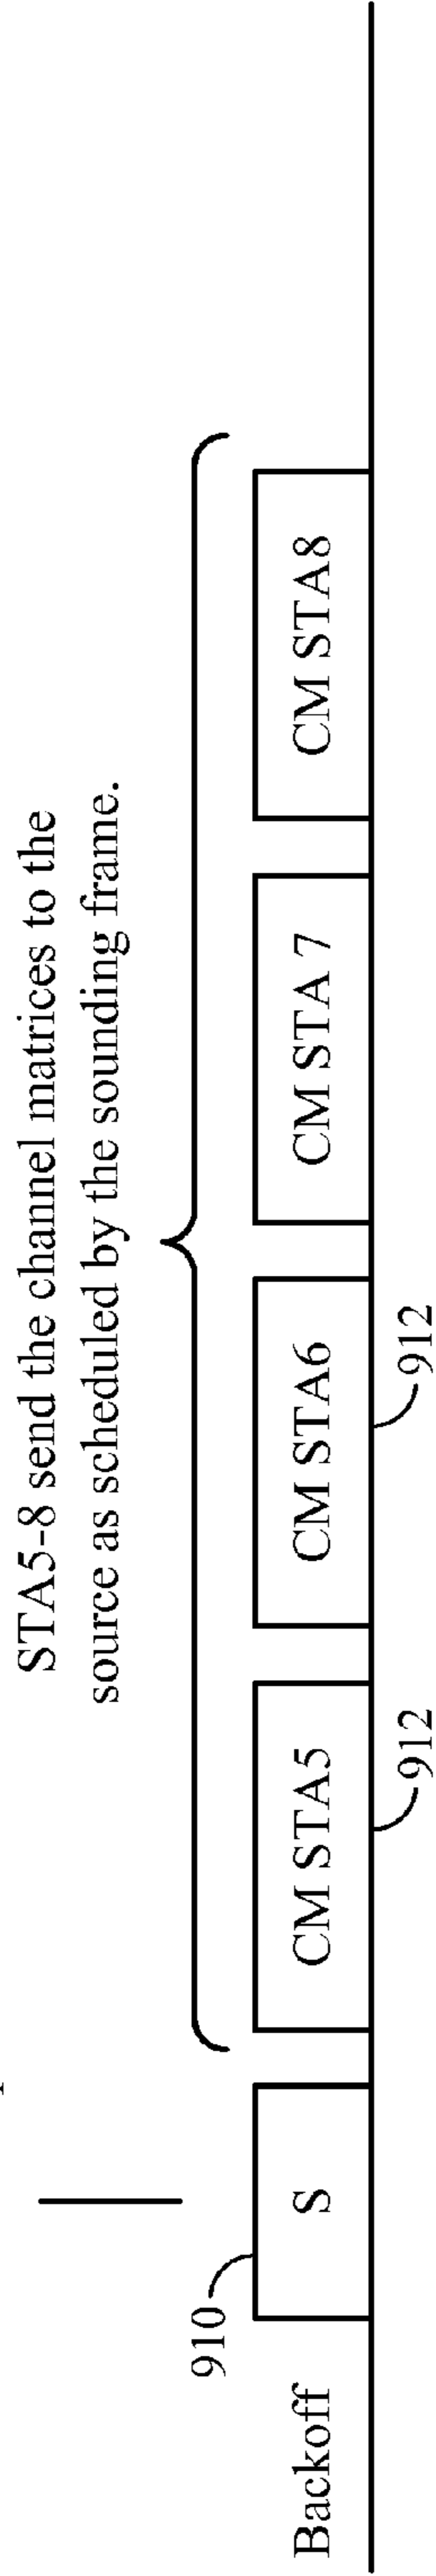 STA5-8 send the channel matrices to the
source as scheduled by the sounding frame.
910
Backoff
S
CM STA5
CM STA6
CM STA 7
CM STA8
912
912